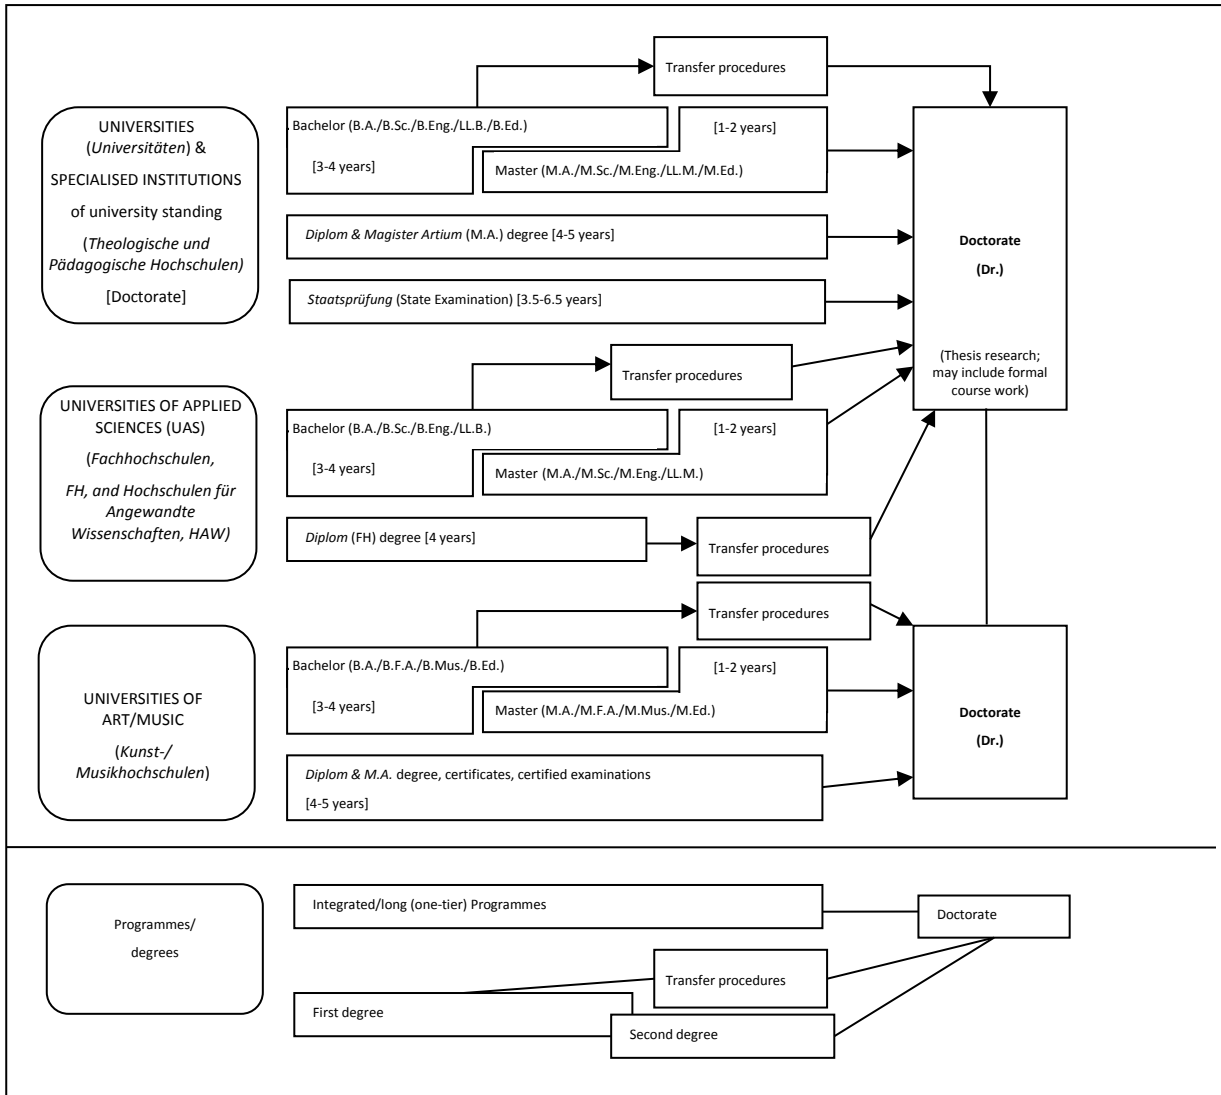 Transfer procedures
UNIVERSITIES
(Universitäten) &
SPECIALISED INSTITUTIONS
of university standing
(Theologische und
Pädagogische Hochschulen)
[Doctorate]
. Bachelor (B.A./B.Sc./B.Eng./LL.B./B.Ed.)
[3-4 years]
[1-2 years]
Master (M.A./M.Sc./M.Eng./LL.M./M.Ed.)
Diplom & Magister Artium (M.A.) degree [4-5 years]
Staatsprüfung (State Examination) [3.5-6.5 years]
Doctorate
(Dr.)
(Thesis research;
may include formal
course work)
UNIVERSITIES OF APPLIED
SCIENCES (UAS)
(Fachhochschulen,
FH, and Hochschulen für
Angewandte
Wissenschaften, HAW)
Transfer procedures
. Bachelor (B.A./B.Sc./B.Eng./LL.B.)
[3-4 years]
[1-2 years]
Master (M.A./M.Sc./M.Eng./LL.M.)
Diplom (FH) degree [4 years]
Transfer procedures
UNIVERSITIES OF
ART/MUSIC
(Kunst-/
Musikhochschulen)
Transfer procedures
. Bachelor (B.A./B.F.A./B.Mus./B.Ed.)
[3-4 years]
[1-2 years]
Master (M.A./M.F.A./M.Mus./M.Ed.)
Diplom & M.A. degree, certificates, certified examinations
[4-5 years]
Doctorate
(Dr.)
Programmes/
degrees
Integrated/long (one-tier) Programmes
Doctorate
Transfer procedures
First degree
Second degree